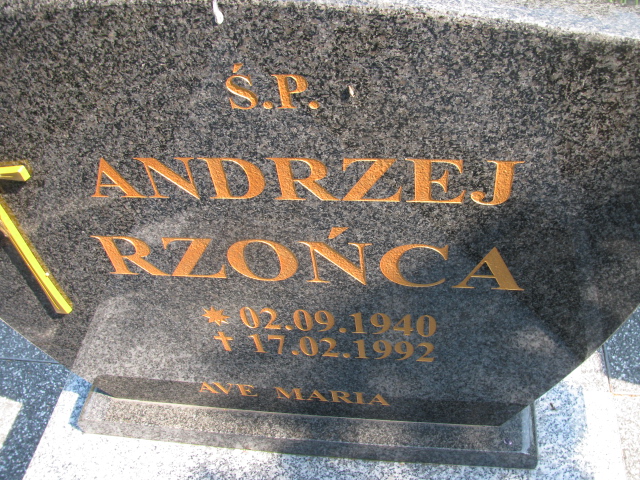 Ś.P.
ANDRZEJ
RZOŃCA
* 02.09.1940
✝ 17.02.1992
AVE MARIA